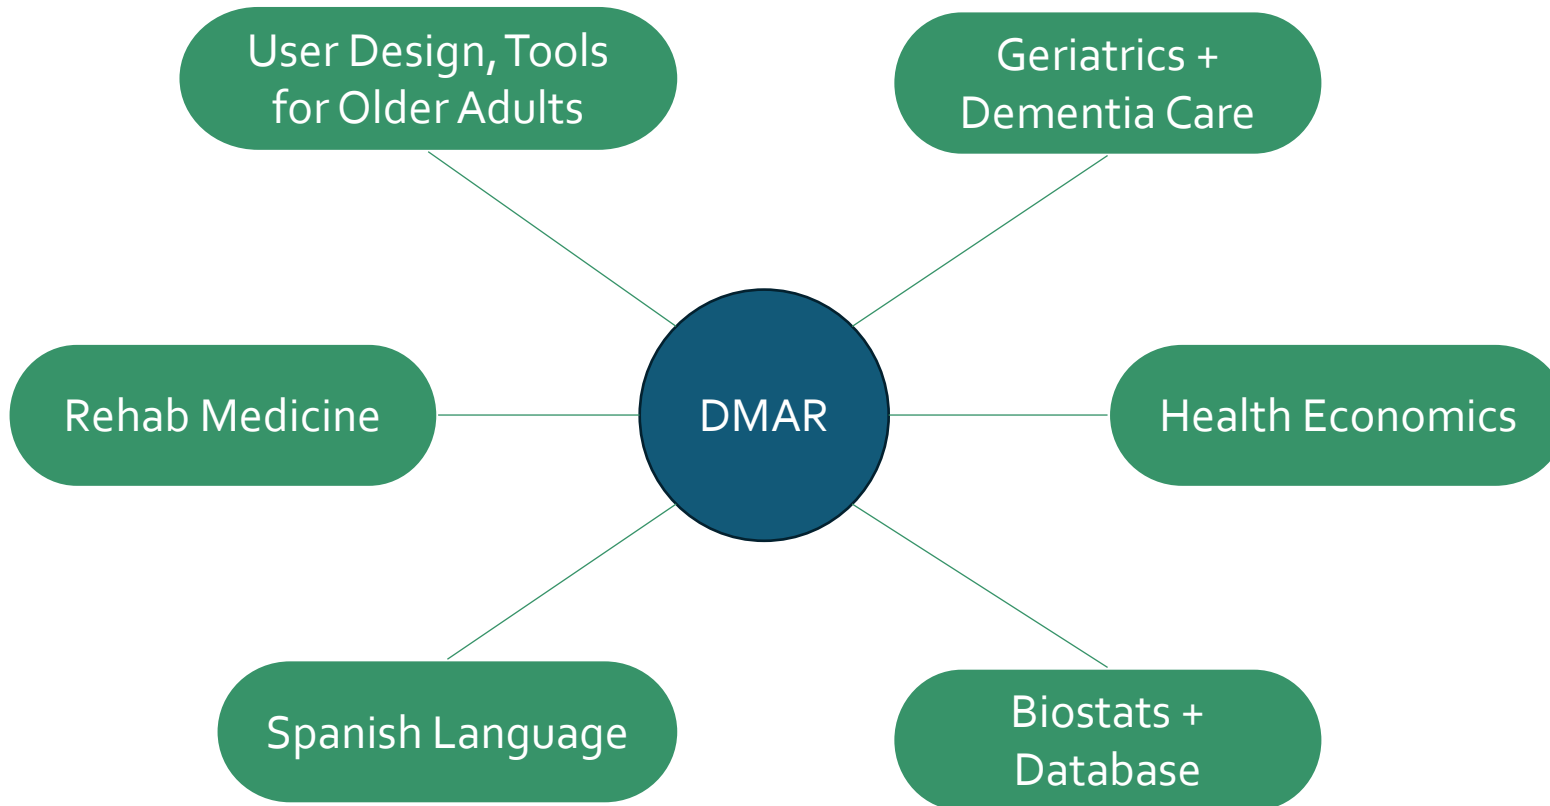 User Design, Tools
for Older Adults
Geriatrics +
Dementia Care
Rehab Medicine
DMAR
Health Economics
Spanish Language
Biostats +
Database